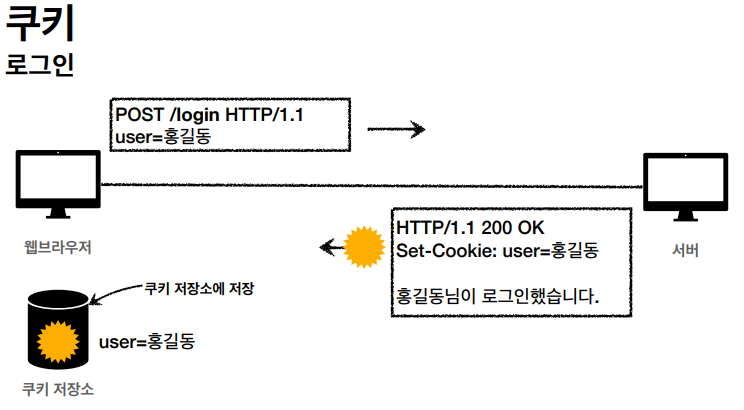 쿠키
로그인
POST /login HTTP/1.1
user=홍길동
웹브라우저
HTTP/1.1 200 OK
Set-Cookie: user=홍길동
홍길동님이 로그인했습니다.
서버
쿠키 저장소에 저장
user=홍길동
쿠키 저장소